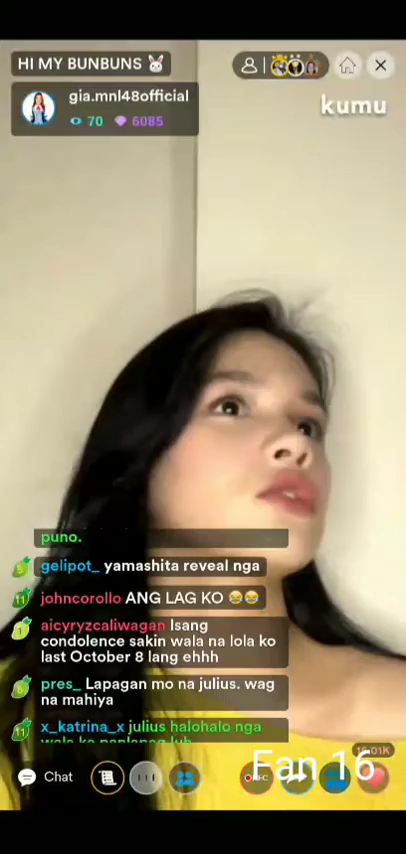 HI MY BUNBUNS
gia.mnl48official
70 6085
kumu
puno.
gelipot_ yamashita reveal nga
johncorollo ANG LAG KO
aicyryzcaliwagan Isang
condolence sakin wala na lola ko
last October 8 lang ehhh
pres_ Lapagan mo na julius. wag
na mahiya
x_katrina_x julius halohalo nga
Chat
Fan 16